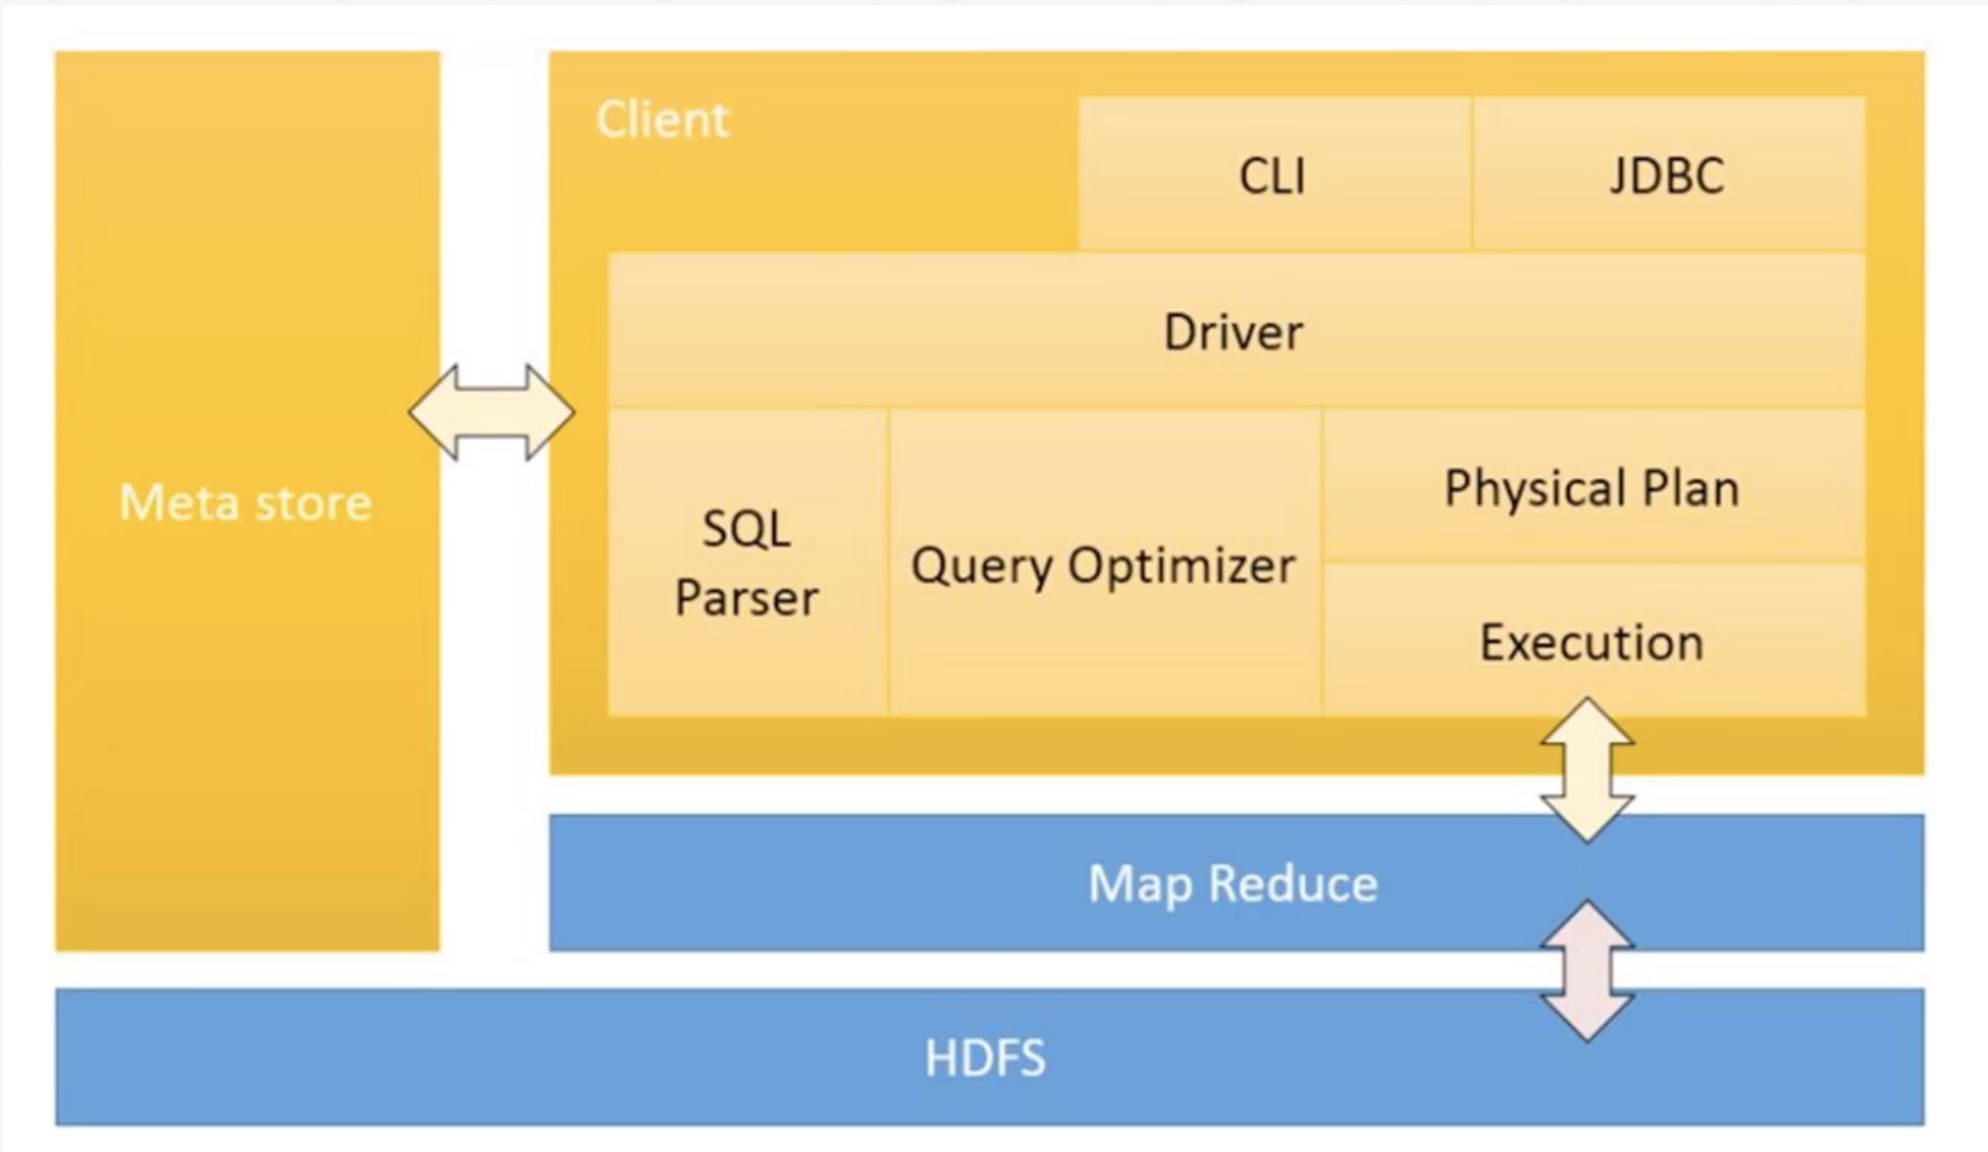 Client
CLI
JDBC
Driver
Meta store
SQL
Parser
Query Optimizer
Physical Plan
Execution
Map Reduce
HDFS